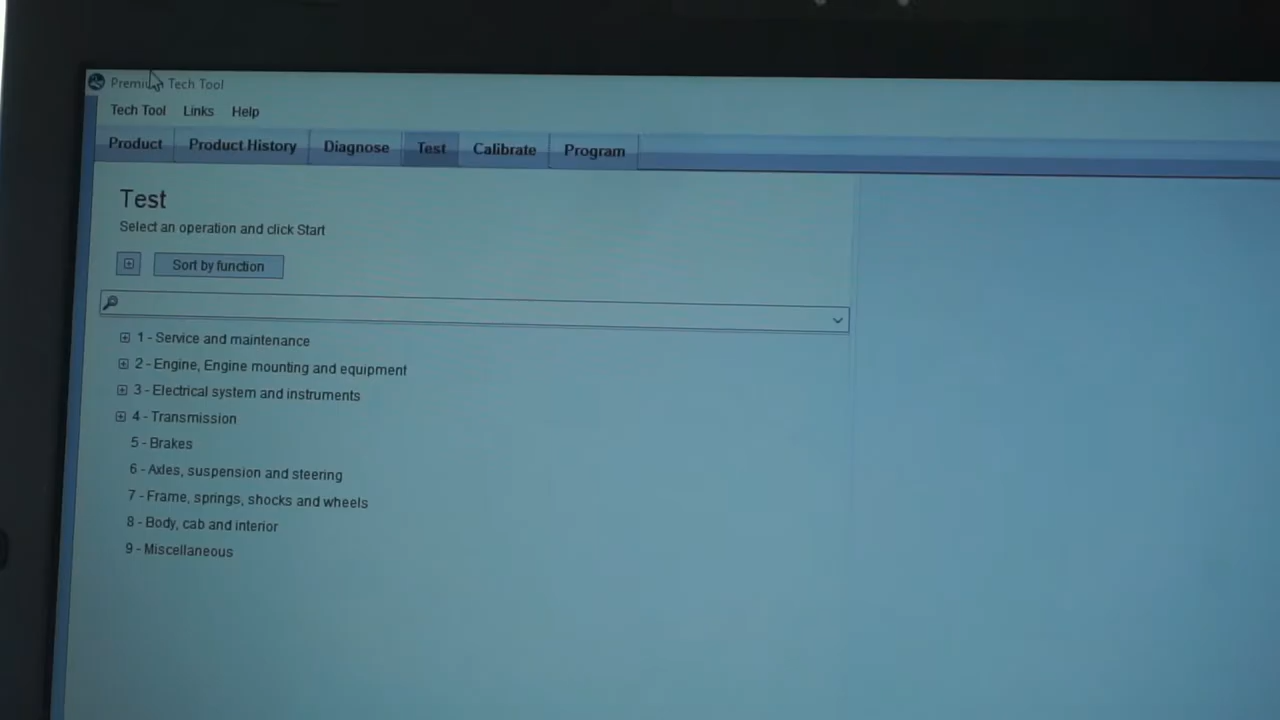 Premium Tech Tool
Tech Tool Links Help
Product Product History Diagnose Test Calibrate Program
Test
Select an operation and click Start
Sort by function
1 - Service and maintenance
2 - Engine, Engine mounting and equipment
3 - Electrical system and instruments
4 - Transmission
5 - Brakes
6 - Axles, suspension and steering
7 - Frame, springs, shocks and wheels
8 - Body, cab and interior
9 - Miscellaneous